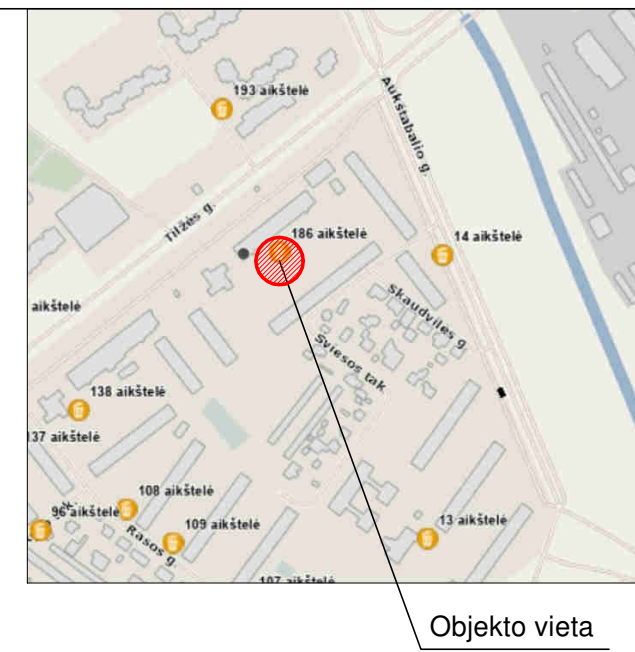 193 aikštelė
Aukštabalio g.
Tilžės g.
186 aikštelė
14 aikštelė
aikštelė
Skaudvilės g.
Šviesos tak.
138 aikštelė
137 aikštelė
108 aikštelė
96 aikštelė
109 aikštelė
Rasos g.
13 aikštelė
107 aikštelė
Objekto vieta